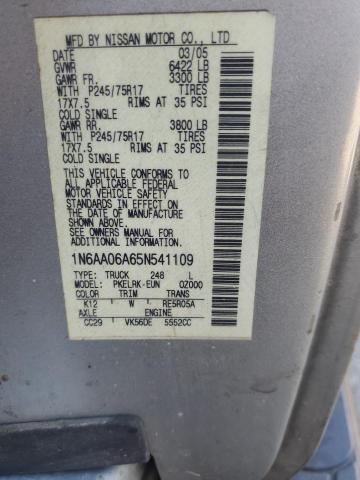 MFD BY NISSAN MOTOR CO., LTD
DATE 03/05
GVWR 6422 LB
GAWR FR. 3300 LB
WITH P245/75R17 TIRES
17X7.5 RIMS AT 35 PSI
COLD SINGLE
GAWR RR. 3800 LB
WITH P245/75R17 TIRES
17X7.5 RIMS AT 35 PSI
COLD SINGLE
THIS VEHICLE CONFORMS TO
ALL APPLICABLE FEDERAL
MOTOR VEHICLE SAFETY
STANDARDS IN EFFECT ON
THE DATE OF MANUFACTURE
SHOWN ABOVE.
SEE OWNERS MANUAL FOR
ADDITIONAL INFORMATION
1N6AA06A65N541109
TYPE: TRUCK 248 L
MODEL: PKELRK-EUN 0Z000
COLOR TRIM TRANS
K12 W RE5R05A
AXLE ENGINE
CC29 VK56DE 5552CC